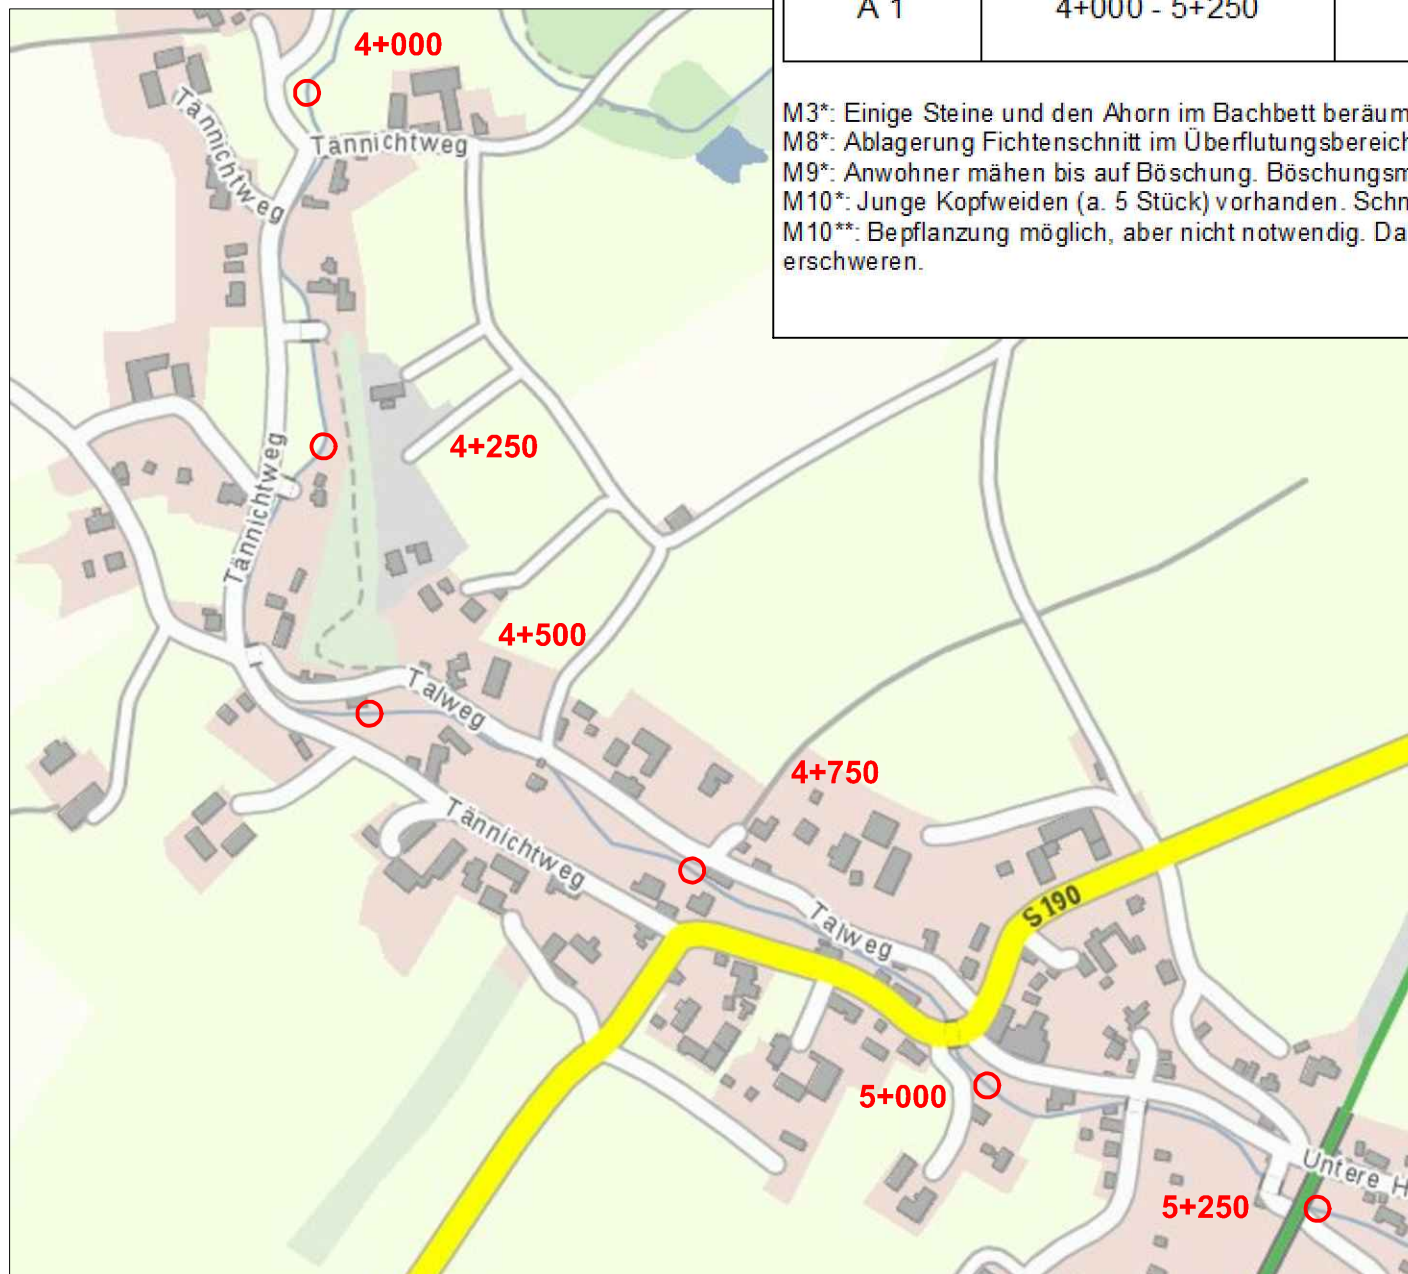 A 1 4+000 - 5+250
M3*: Einige Steine und den Ahorn im Bachbett beräum
M8*: Ablagerung Fichtenschnitt im Überflutungsbereich
M9*: Anwohner mähen bis auf Böschung. Böschungsm
M10*: Junge Kopfweiden (a. 5 Stück) vorhanden. Schn
M10**: Bepflanzung möglich, aber nicht notwendig. Da
erschweren.
4+000
Tännichtweg
Tännichtweg
4+250
Tännichtweg
4+500
Talweg
4+750
Tännichtweg
S 190
Talweg
5+000
Untere H
5+250